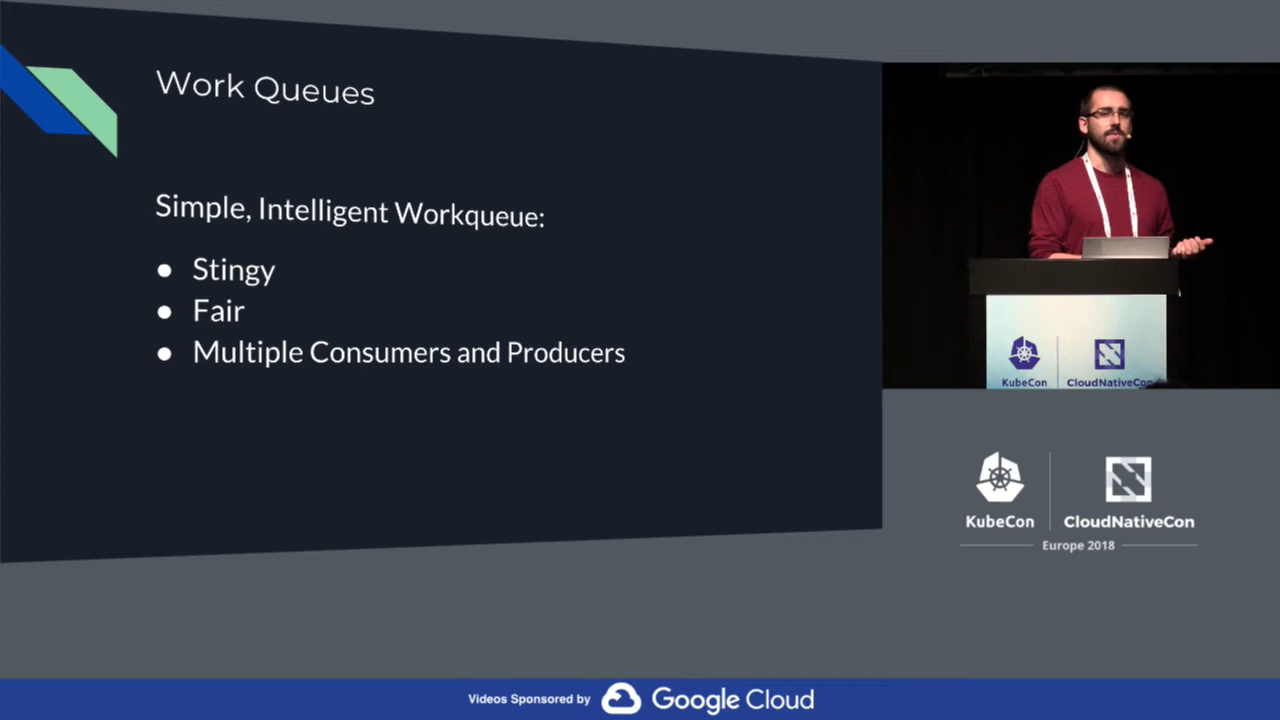 Work Queues
Simple, Intelligent Workqueue:
● Stingy
● Fair
● Multiple Consumers and Producers
KubeCon
CloudNativeCon
KubeCon
CloudNativeCon
Europe 2018
Videos Sponsored by Google Cloud